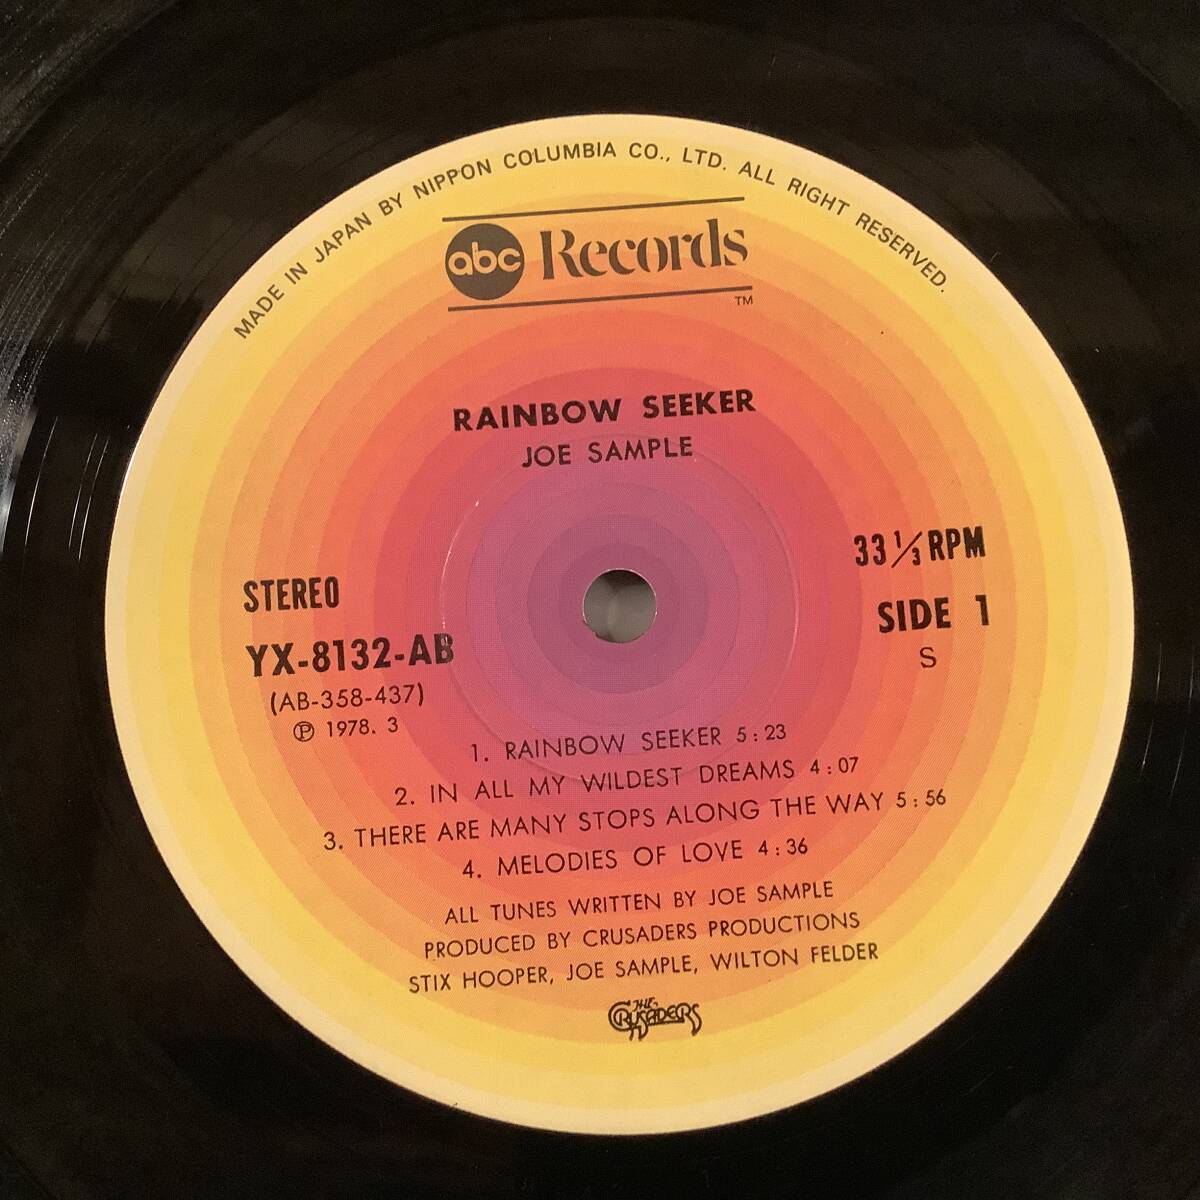 MADE IN JAPAN BY NIPPON COLUMBIA CO., LTD. ALL RIGHT RESERVED.
abc Records
TM
RAINBOW SEEKER
JOE SAMPLE
STEREO
YX-8132-AB
(AB-358-437)
Ⓟ 1978. 3
33 1/3 RPM
SIDE 1
S
1. RAINBOW SEEKER 5:23
2. IN ALL MY WILDEST DREAMS 4:07
3. THERE ARE MANY STOPS ALONG THE WAY 5:56
4. MELODIES OF LOVE 4:36
ALL TUNES WRITTEN BY JOE SAMPLE
PRODUCED BY CRUSADERS PRODUCTIONS
STIX HOOPER, JOE SAMPLE, WILTON FELDER
THE CRUSADERS